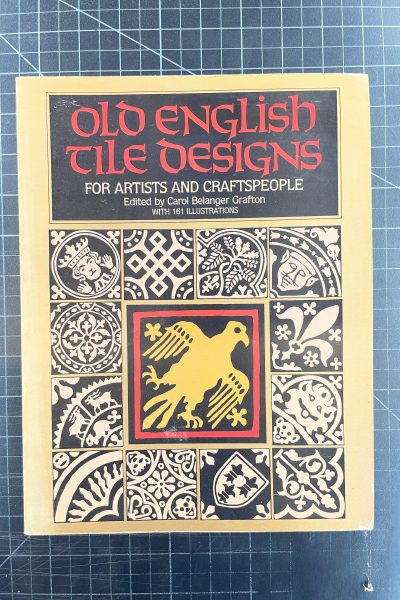 OLD ENGLISH
TILE DESIGNS
FOR ARTISTS AND CRAFTSPEOPLE
Edited by Carol Belanger Grafton
WITH 161 ILLUSTRATIONS